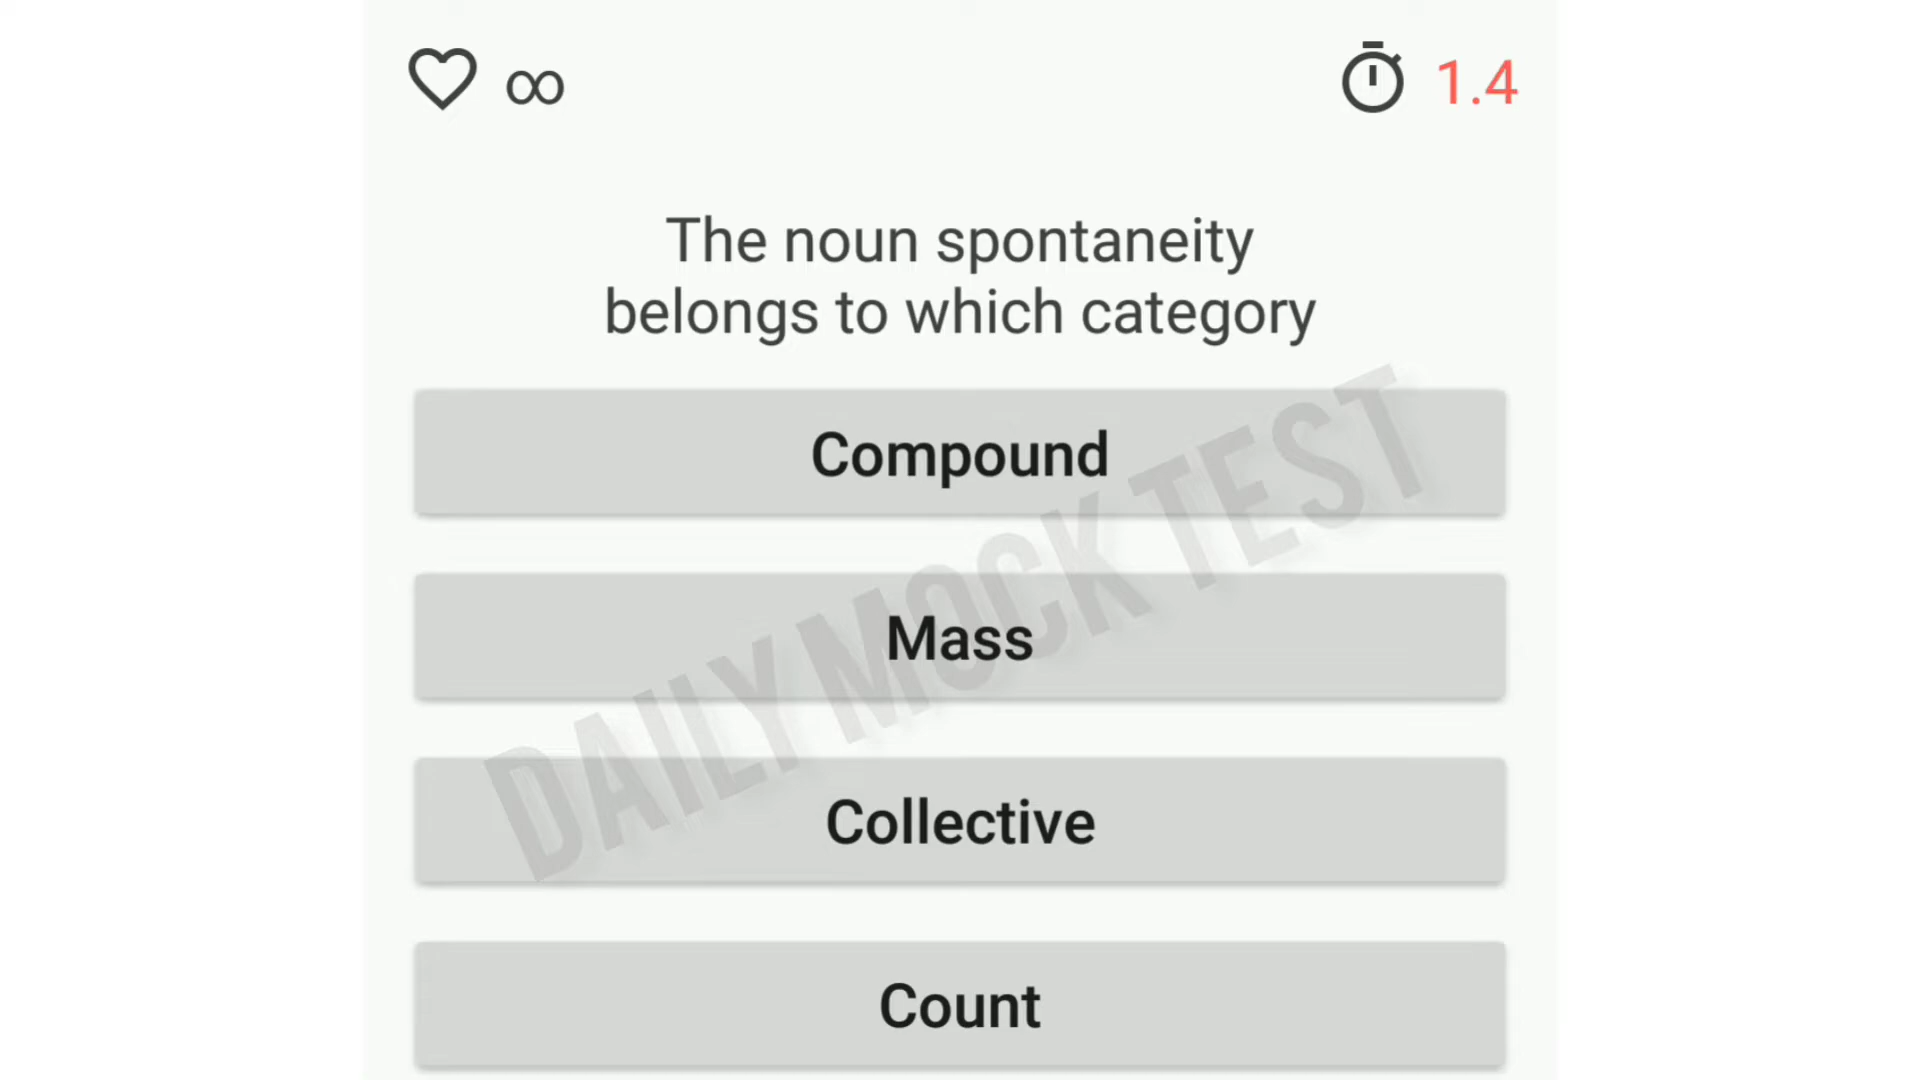 ∞ 1.4
The noun spontaneity
belongs to which category
Compound
Mass
Collective
Count
DAILY MOCK TEST